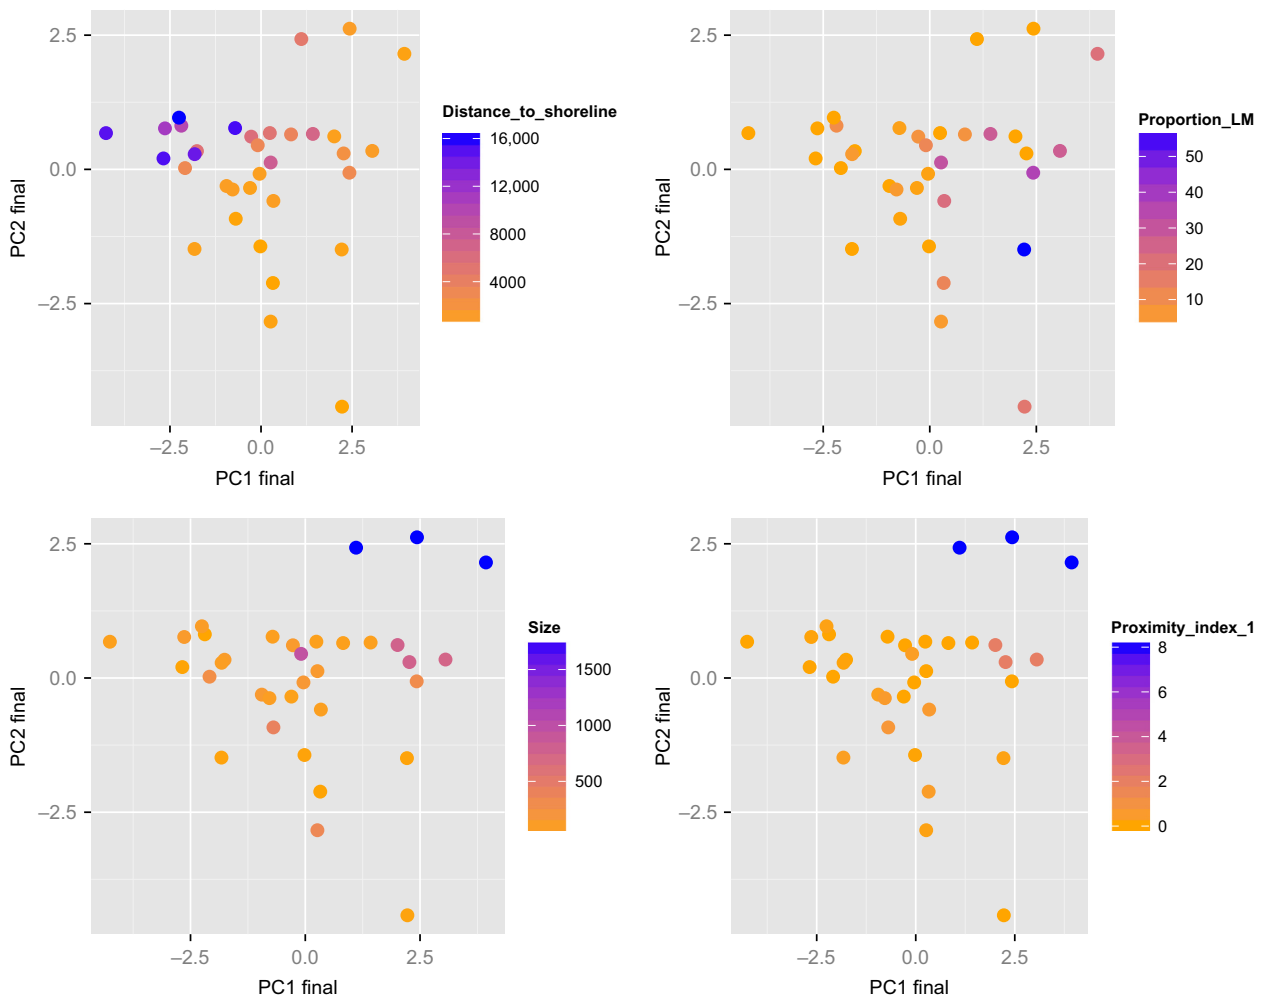 2.5
0.0
−2.5
PC2 final
−2.5 0.0 2.5
PC1 final
Distance_to_shoreline
16,000
12,000
8000
4000
2.5
0.0
−2.5
PC2 final
−2.5 0.0 2.5
PC1 final
Proportion_LM
50
40
30
20
10
2.5
0.0
−2.5
PC2 final
−2.5 0.0 2.5
PC1 final
Size
1500
1000
500
2.5
0.0
−2.5
PC2 final
−2.5 0.0 2.5
PC1 final
Proximity_index_1
8
6
4
2
0